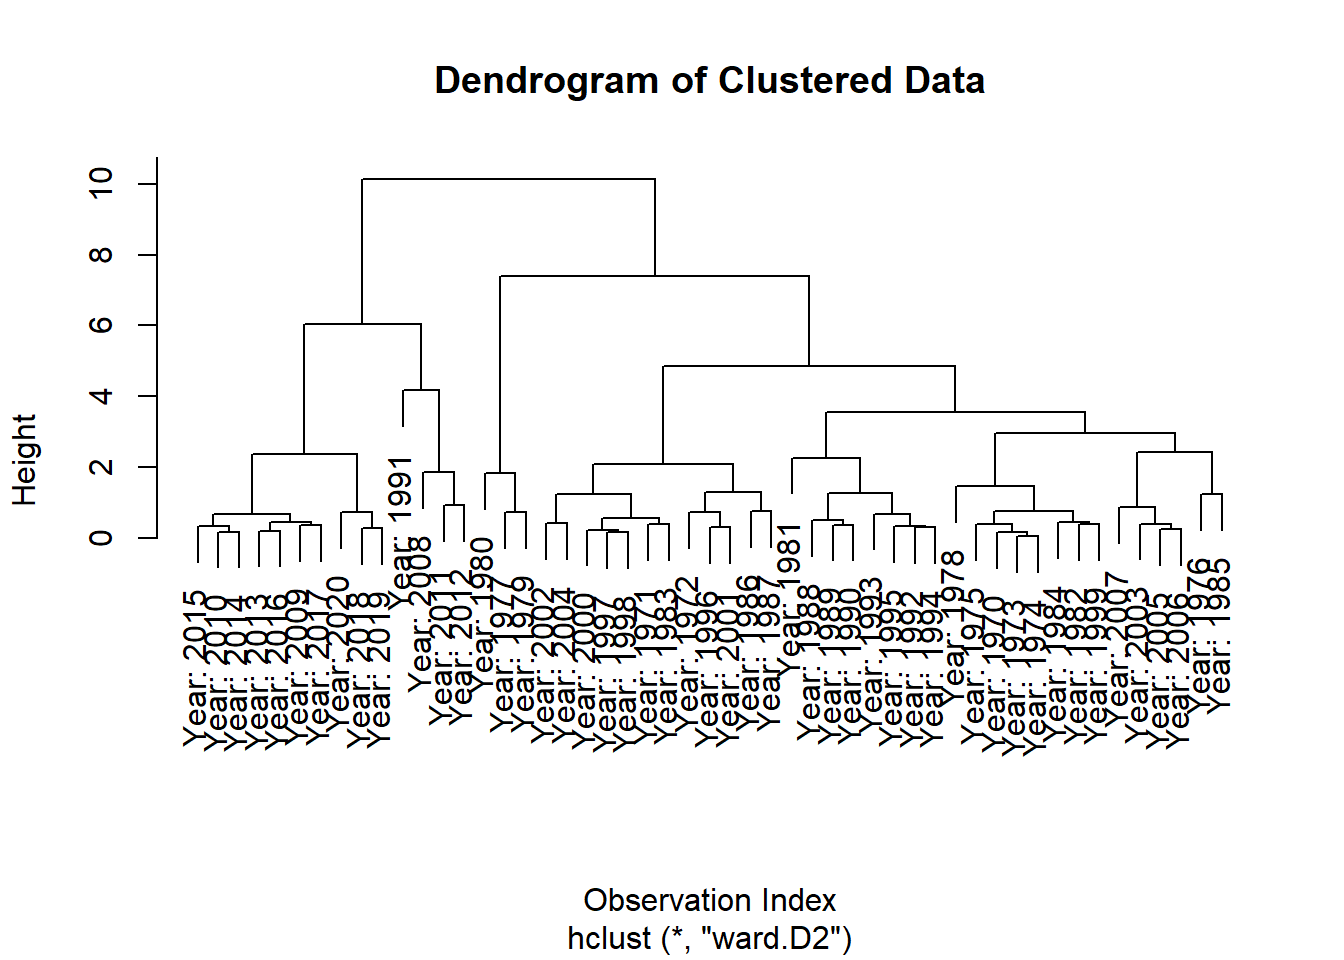 Dendrogram of Clustered Data
Height
10
8
6
4
2
0
Year: 2015
Year: 2010
Year: 2014
Year: 2013
Year: 2016
Year: 2009
Year: 2017
Year: 2020
Year: 2018
Year: 2019
Year: 1991
Year: 2008
Year: 2011
Year: 2012
Year: 1980
Year: 1977
Year: 1979
Year: 2002
Year: 2004
Year: 2000
Year: 1997
Year: 1998
Year: 1971
Year: 1983
Year: 1972
Year: 1996
Year: 2001
Year: 1986
Year: 1987
Year: 1981
Year: 1988
Year: 1989
Year: 1990
Year: 1993
Year: 1995
Year: 1992
Year: 1994
Year: 1978
Year: 1975
Year: 1970
Year: 1973
Year: 1974
Year: 1984
Year: 1982
Year: 1999
Year: 2007
Year: 2003
Year: 2005
Year: 2006
Year: 1976
Year: 1985
Observation Index
hclust (*, "ward.D2")